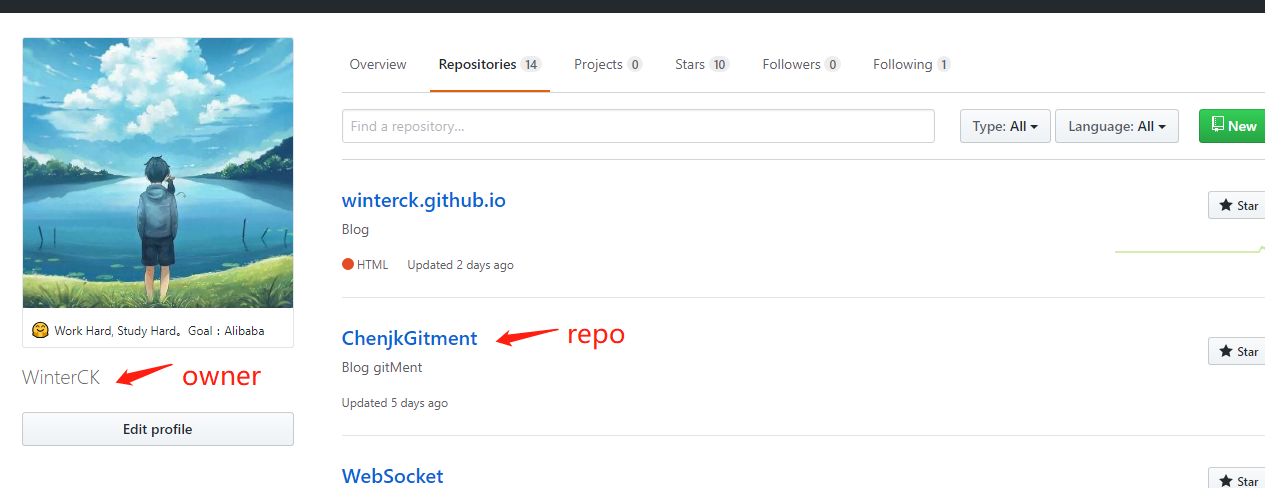 Overview Repositories 14 Projects 0 Stars 10 Followers 0 Following 1
Find a repository... Type: All Language: All New
winterck.github.io
Star
Blog
HTML Updated 2 days ago
ChenjkGitment repo
Star
Blog gitMent
Updated 5 days ago
WebSocket
Star
Work Hard, Study Hard。Goal：Alibaba
WinterCK owner
Edit profile